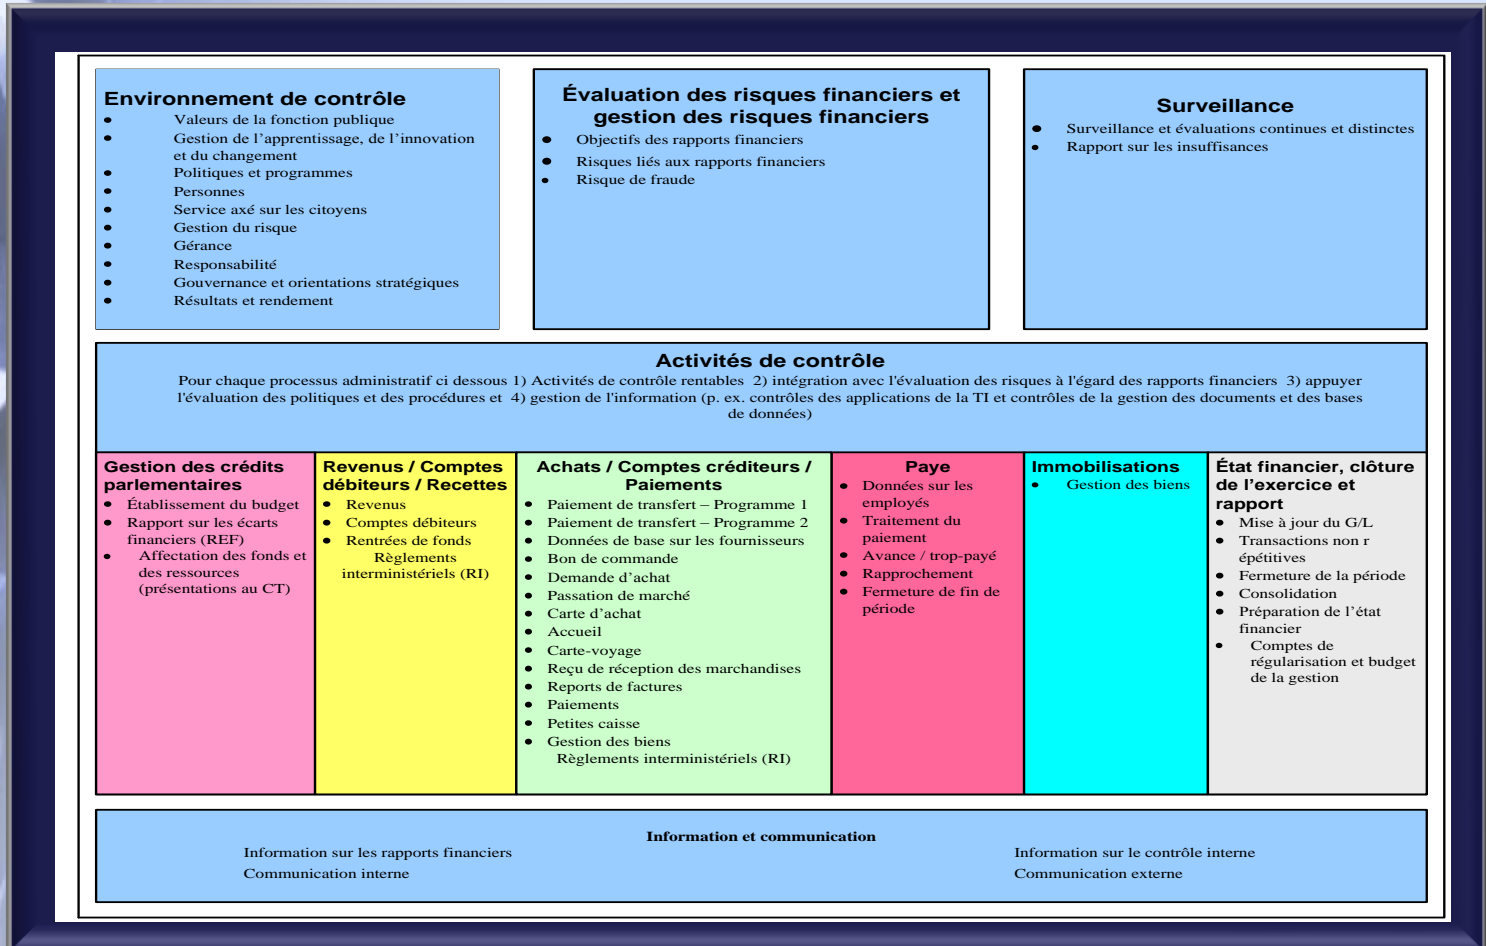 Environnement de contrôle
• Valeurs de la fonction publique
• Gestion de l’apprentissage, de l’innovation
et du changement
• Politiques et programmes
• Personnes
• Service axé sur les citoyens
• Gestion du risque
• Gérance
• Responsabilité
• Gouvernance et orientations stratégiques
• Résultats et rendement
Évaluation des risques financiers et
gestion des risques financiers
• Objectifs des rapports financiers
• Risques liés aux rapports financiers
• Risque de fraude
Surveillance
• Surveillance et évaluations continues et distinctes
• Rapport sur les insuffisances
Activités de contrôle
Pour chaque processus administratif ci dessous 1) Activités de contrôle rentables 2) intégration avec l'évaluation des risques à l'égard des rapports financiers 3) appuyer
l'évaluation des politiques et des procédures et 4) gestion de l'information (p. ex. contrôles des applications de la TI et contrôles de la gestion des documents et des bases
de données)
Gestion des crédits
parlementaires
• Établissement du budget
• Rapport sur les écarts
financiers (REF)
• Affectation des fonds et
des ressources
(présentations au CT)
Revenus / Comptes
débiteurs / Recettes
• Revenus
• Comptes débiteurs
• Rentrées de fonds
Règlements
interministériels (RI)
Achats / Comptes créditeurs /
Paiements
• Paiement de transfert – Programme 1
• Paiement de transfert – Programme 2
• Données de base sur les fournisseurs
• Bon de commande
• Demande d’achat
• Passation de marché
• Carte d’achat
• Accueil
• Carte-voyage
• Reçu de réception des marchandises
• Reports de factures
• Paiements
• Petites caisse
• Gestion des biens
Règlements interministériels (RI)
Paye
• Données sur les
employés
• Traitement du
paiement
• Avance / trop-payé
• Rapprochement
• Fermeture de fin de
période
Immobilisations
• Gestion des biens
État financier, clôture
de l’exercice et
rapport
• Mise à jour du G/L
• Transactions non r
épétitives
• Fermeture de la période
• Consolidation
• Préparation de l’état
financier
• Comptes de
régularisation et budget
de la gestion
Information et communication
Information sur les rapports financiers
Communication interne
Information sur le contrôle interne
Communication externe